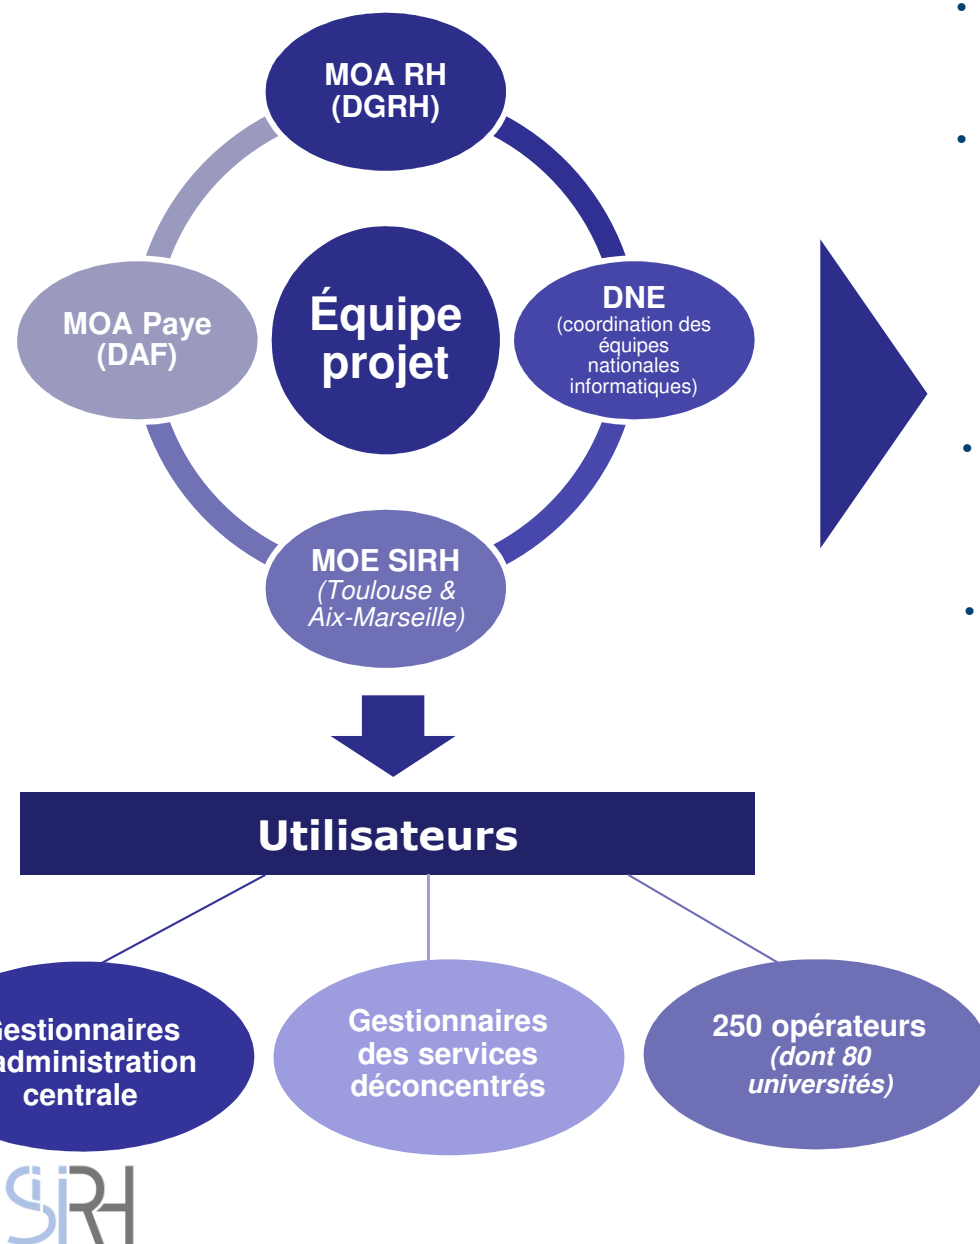 MOA RH
(DGRH)
MOA Paye
(DAF)
Équipe
projet
DNE
(coordination des
équipes
nationales
informatiques)
MOE SIRH
(Toulouse &
Aix-Marseille)
Utilisateurs
estionnaires
administration
centrale
Gestionnaires
des services
déconcentrés
250 opérateurs
(dont 80
universités)
SIRH